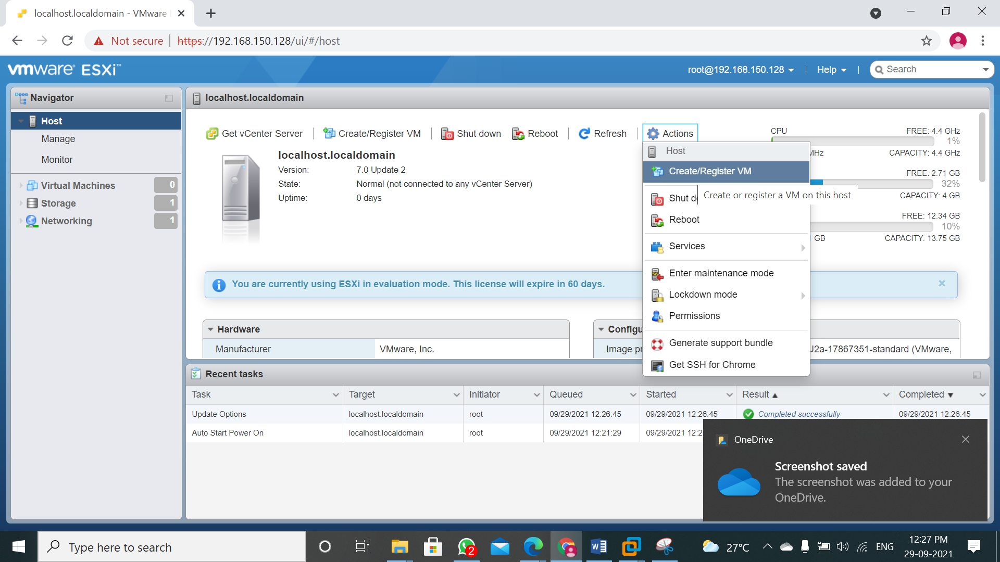 localhost.localdomain - VMware
Not secure https://192.168.150.128/ui/#/host
vmware® ESXi™
root@192.168.150.128 Help Search
Navigator
Host
Manage
Monitor
Virtual Machines 0
Storage 1
Networking 1
localhost.localdomain
Get vCenter Server Create/Register VM Shut down Reboot Refresh Actions
localhost.localdomain
Version: 7.0 Update 2
State: Normal (not connected to any vCenter Server)
Uptime: 0 days
CPU FREE: 4.4 GHz
1%
MHz CAPACITY: 4.4 GHz
FREE: 2.71 GB
32%
CAPACITY: 4 GB
FREE: 12.34 GB
10%
GB CAPACITY: 13.75 GB
Host
Create/Register VM
Create or register a VM on this host
Shut d
Reboot
Services
Enter maintenance mode
Lockdown mode
Permissions
Generate support bundle
Get SSH for Chrome
You are currently using ESXi in evaluation mode. This license will expire in 60 days.
Hardware
Manufacturer VMware, Inc.
Configu
Image pr J2a-17867351-standard (VMware,
Recent tasks
Task Target Initiator Queued Started Result Completed
Update Options localhost.localdomain root 09/29/2021 12:26:45 09/29/2021 12:26:45 Completed successfully 09/29/2021 12:26:45
Auto Start Power On localhost.localdomain root 09/29/2021 12:21:29 09/29/2021 12:2
OneDrive
Screenshot saved
The screenshot was added to your
OneDrive.
Type here to search
2
27°C
ENG
12:27 PM
29-09-2021